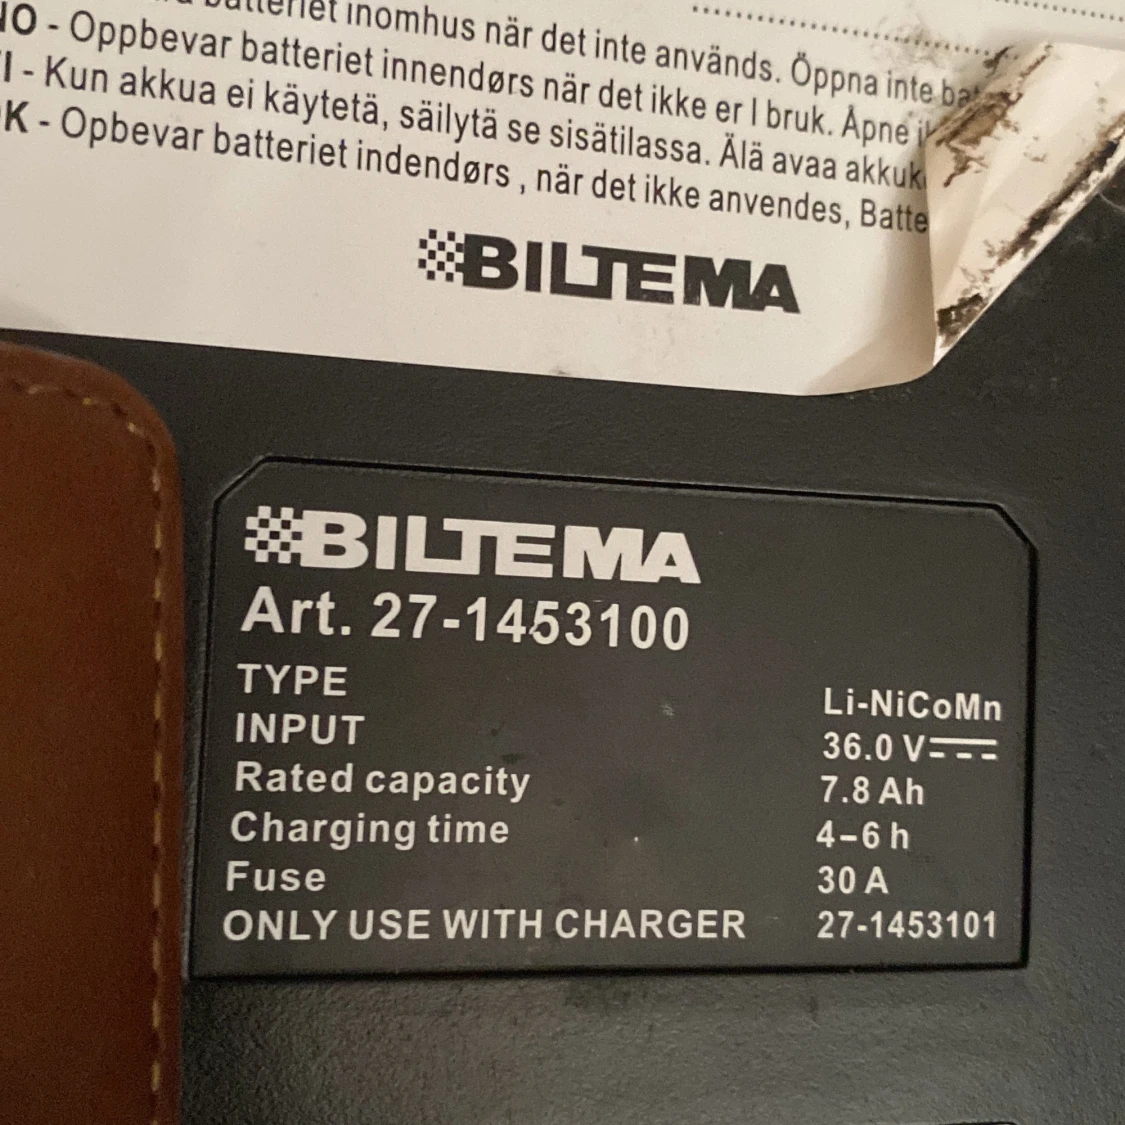 batteriet inomhus när det inte används. Öppna inte
NO - Oppbevar batteriet innendørs når det ikke er I bruk. Åpne
- Kun akkua ei käytetä, säilytä se sisätilassa. Älä avaa
- Opbevar batteriet indendørs , når det ikke anvendes,
BILTEMA
BILTEMA
Art. 27-1453100
TYPE Li-NiCoMn
INPUT 36.0 V⎓
Rated capacity 7.8 Ah
Charging time 4–6 h
Fuse 30 A
ONLY USE WITH CHARGER 27-1453101